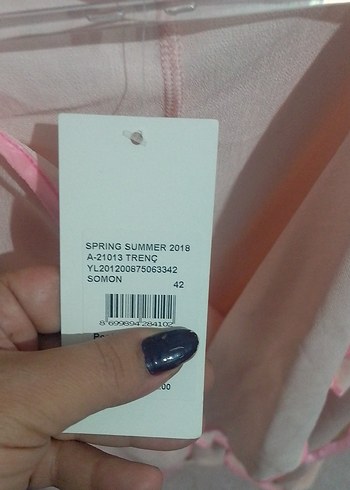 SPRING SUMMER 2018
A-21013 TRENÇ
YL201200875063342
SOMON
42
8 699894 284102